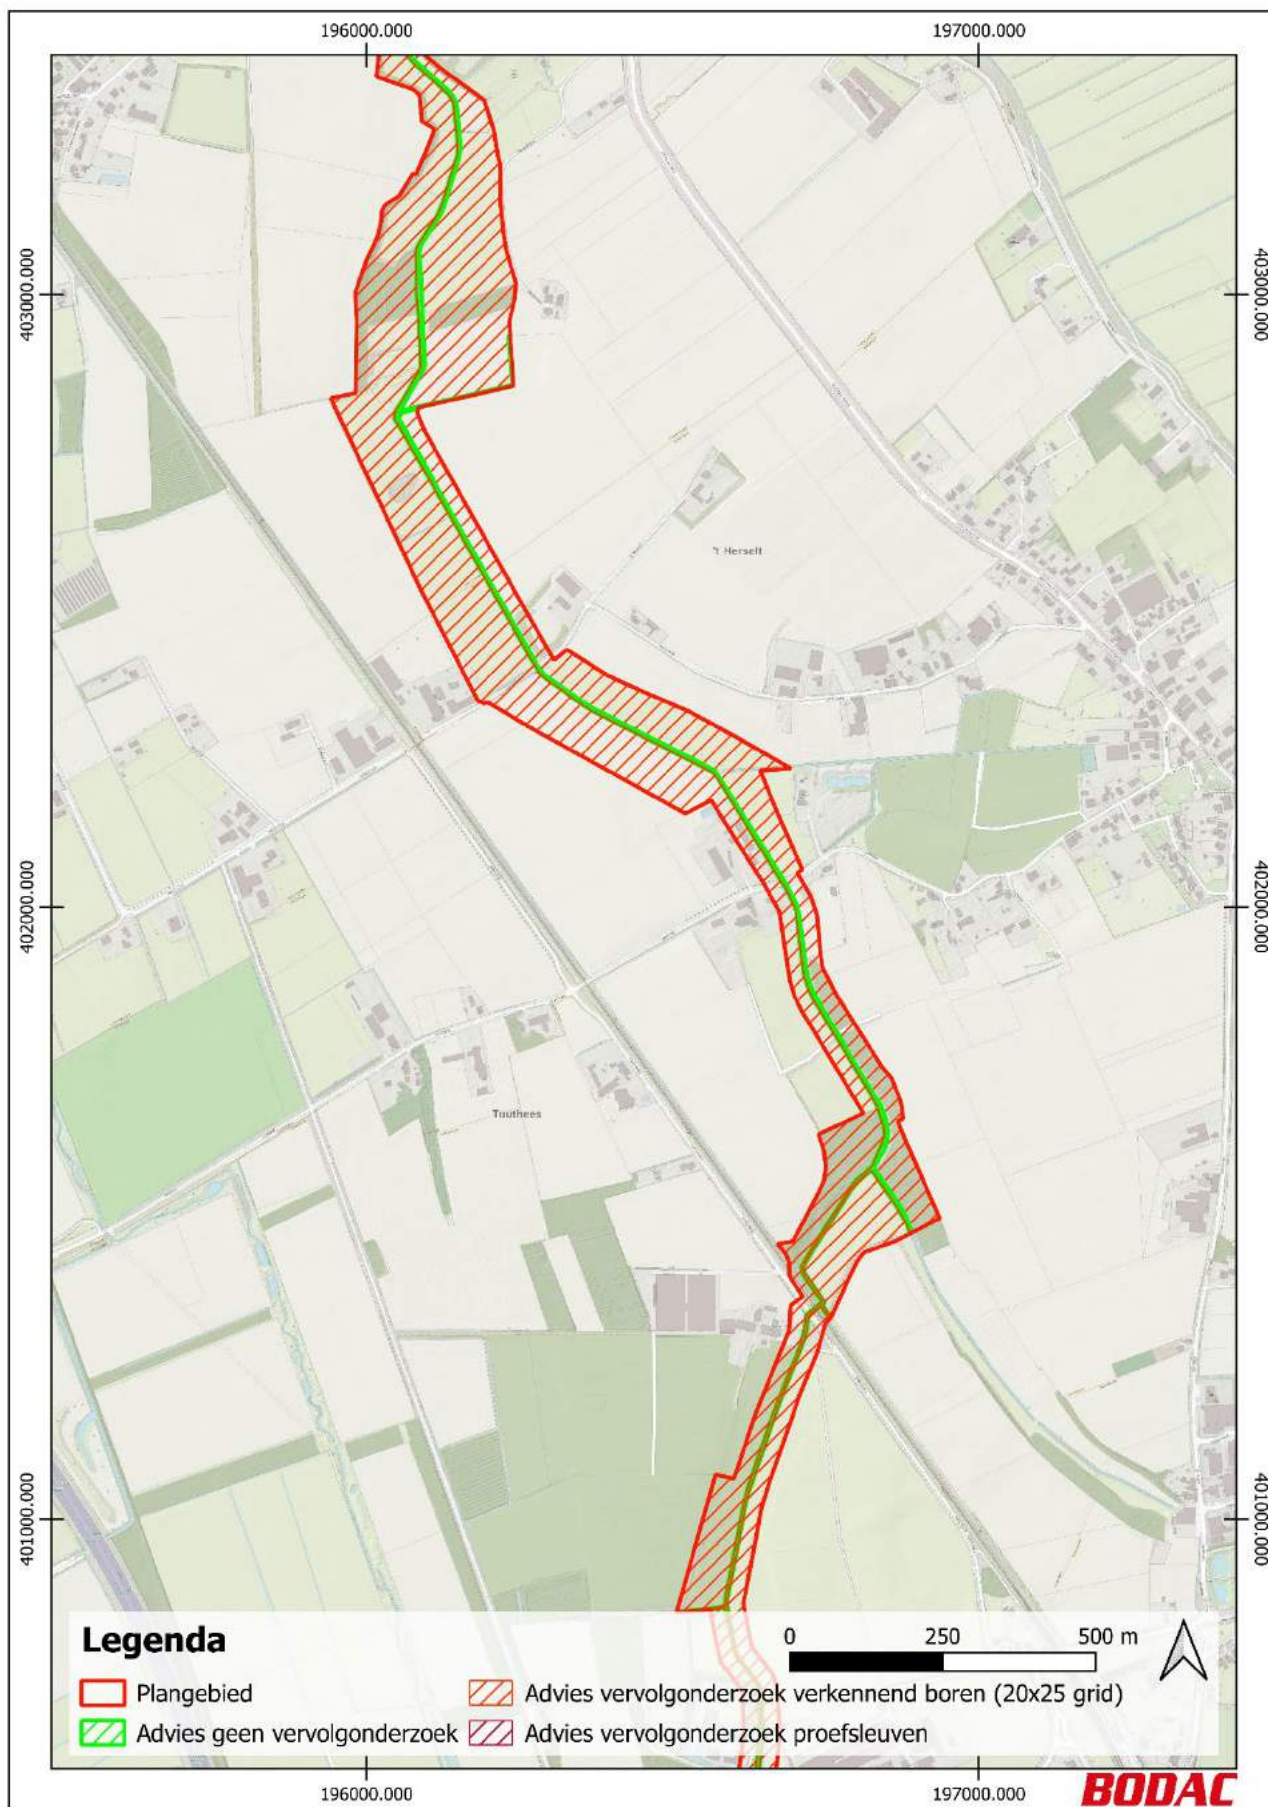 196000.000
197000.000
403000.000
403000.000
't Herselt
402000.000
402000.000
Tuuthees
401000.000
401000.000
Legenda
0 250 500 m
Plangebied
Advies vervolgonderzoek verkennend boren (20x25 grid)
Advies geen vervolgonderzoek
Advies vervolgonderzoek proefsleuven
196000.000
197000.000
BODAC